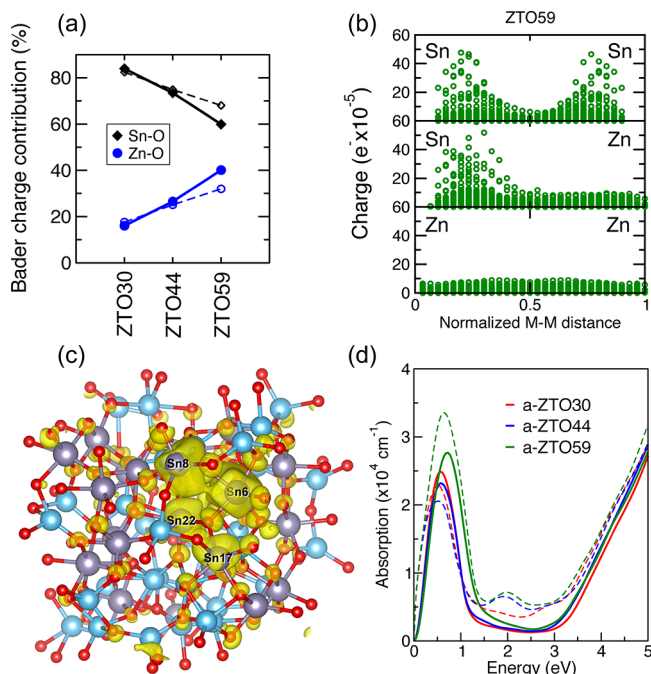 (a)
Bader charge contribution (%)
80
60
40
20
0
Sn-O
Zn-O
ZTO30
ZTO44
ZTO59
(b)
ZTO59
Charge (e⁻x10⁻⁵)
60
40
20
0
Sn
Sn
60
40
20
0
Sn
Zn
60
40
20
0
Zn
Zn
0
0.5
1
Normalized M-M distance
(c)
Sn8
Sn6
Sn22
Sn17
(d)
Absorption (x10⁴ cm⁻¹)
4
3
2
1
0
a-ZTO30
a-ZTO44
a-ZTO59
0
1
2
3
4
5
Energy (eV)